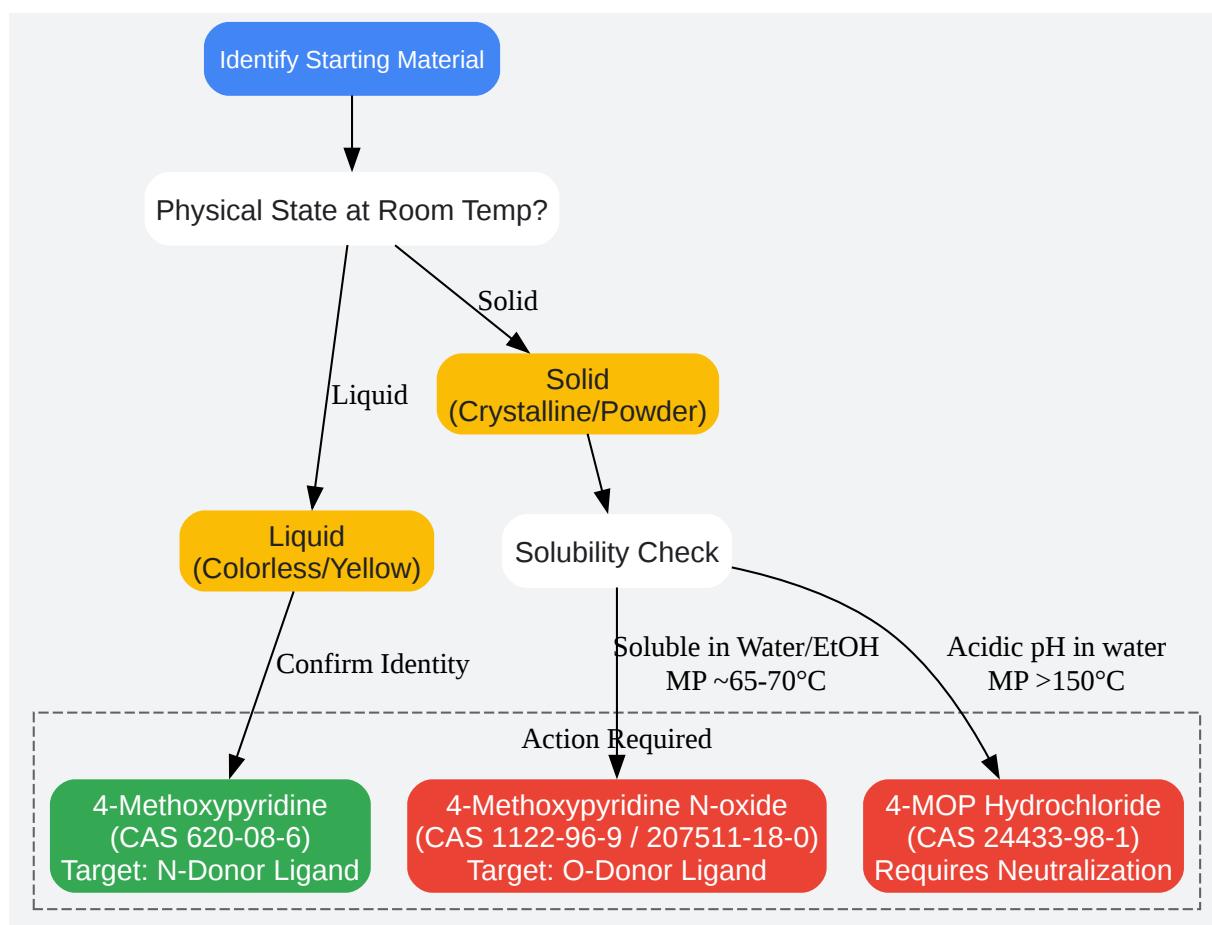 Identify Starting Material
Physical State at Room Temp?
Solid
Liquid
Solid
(Crystalline/Powder)
Liquid
(Colorless/Yellow)
Solubility Check
Confirm Identity
Soluble in Water/EtOH
MP ~65-70°C
Acidic pH in water
MP >150°C
Action Required
4-Methoxypyridine
(CAS 620-08-6)
Target: N-Donor Ligand
4-Methoxypyridine N-oxide
(CAS 1122-96-9 / 207511-18-0)
Target: O-Donor Ligand
4-MOP Hydrochloride
(CAS 24433-98-1)
Requires Neutralization